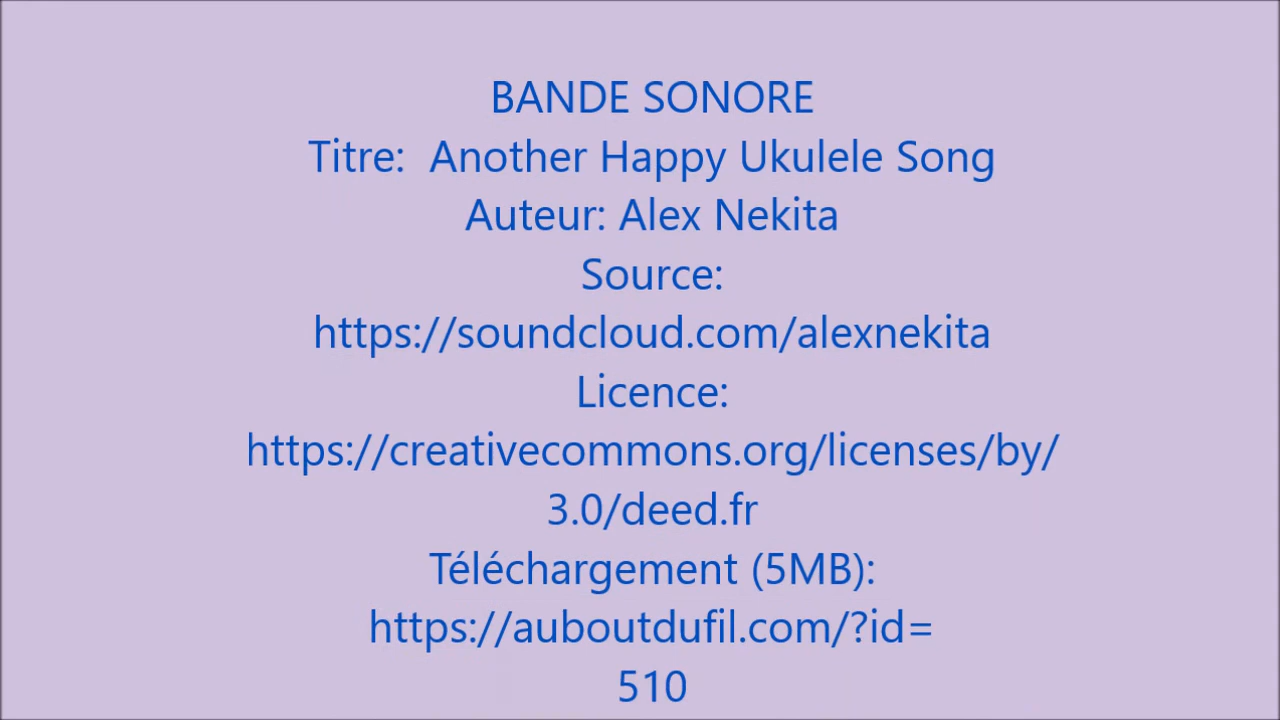 BANDE SONORE
Titre:  Another Happy Ukulele Song
Auteur: Alex Nekita
Source:
https://soundcloud.com/alexnekita
Licence:
https://creativecommons.org/licenses/by/
3.0/deed.fr
Téléchargement (5MB):
https://auboutdufil.com/?id=
510